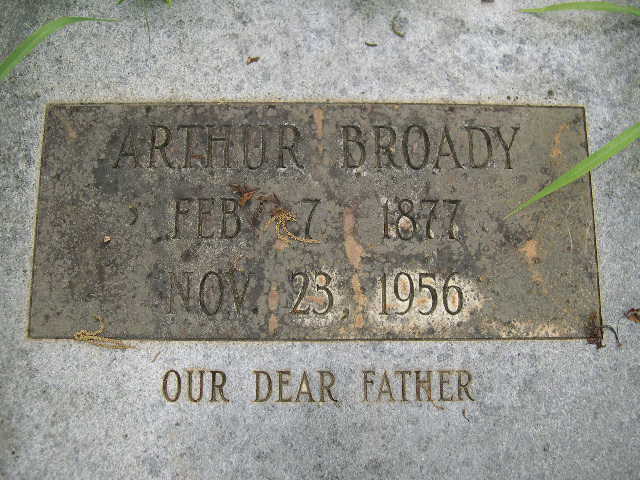 ARTHUR BROADY
FEB. 7, 1877
NOV. 23, 1956
OUR DEAR FATHER